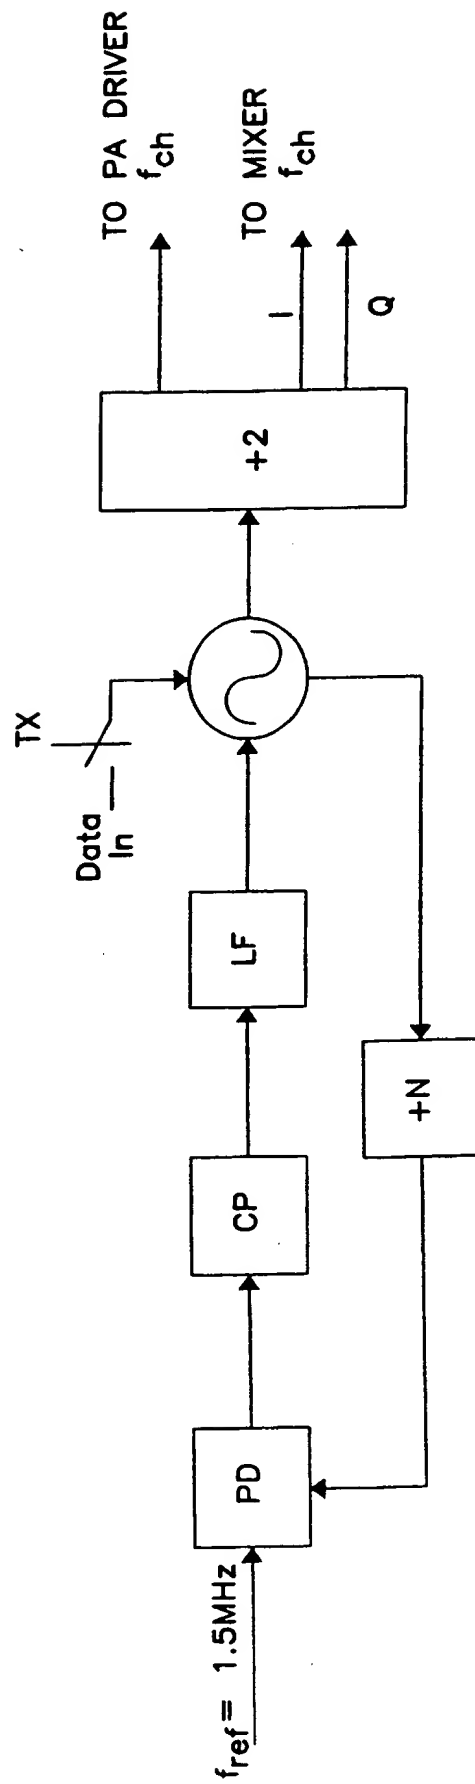 f_ref = 1.5MHz
PD
CP
LF
+N
Data
In
TX
+2
TO PA DRIVER
f_ch
I
Q
TO MIXER
f_ch